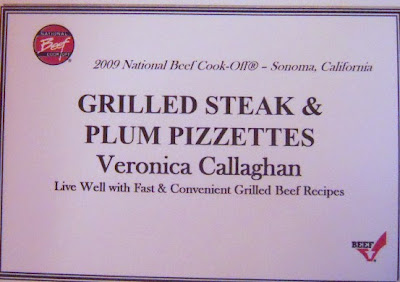 NATIONAL
Beef
COOK-OFF
2009 National Beef Cook-Off® – Sonoma, California
GRILLED STEAK &
PLUM PIZZETTES
Veronica Callaghan
Live Well with Fast & Convenient Grilled Beef Recipes
BEEF